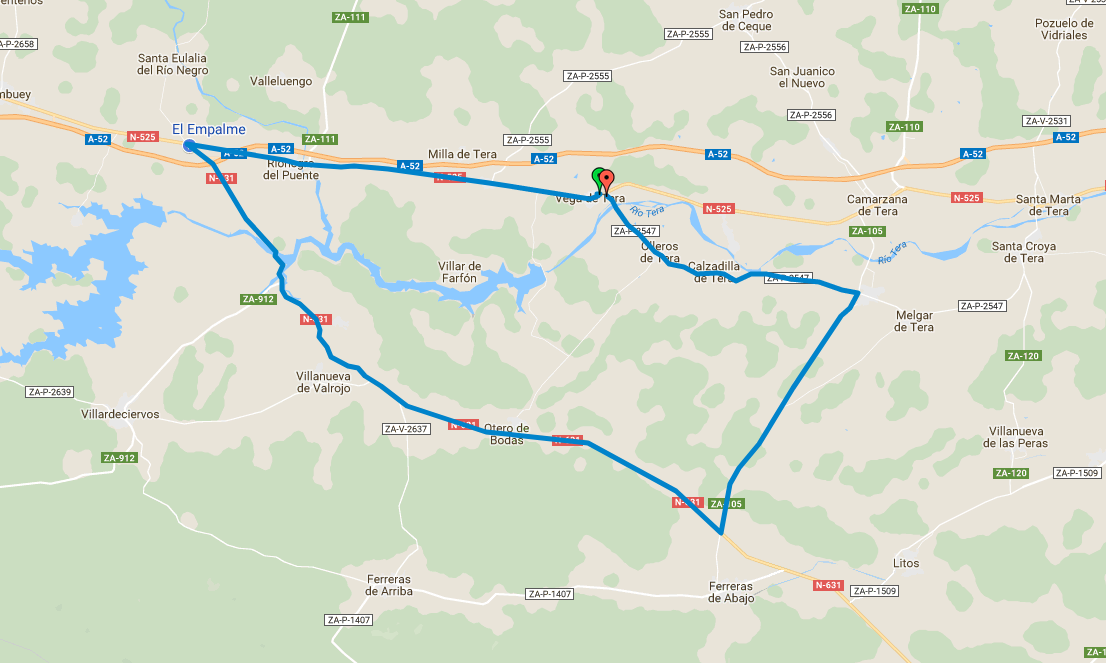 ZA-111
San Pedro
de Ceque
ZA-110
Pozuelo de
Vidriales
ZA-P-2555
ZA-P-2556
Santa Eulalia
del Río Negro
Valleluengo
ZA-P-2555
San Juanico
el Nuevo
ZA-P-2556
ZA-V-2531
ZA-110
El Empalme
A-52
N-525
A-52
ZA-111
ZA-P-2555
A-52
A-52
Milla de Tera
A-52
A-52
A-52
Rionegro
del Puente
N-631
N-525
Vega de Tera
Río Tera
N-525
Camarzana
de Tera
N-525
Santa Marta
de Tera
ZA-P-2547
ZA-105
Olleros
de Tera
Río Tera
Santa Croya
de Tera
Villar de
Farfón
Calzadilla
de Tera
ZA-P-2547
ZA-912
N-631
Melgar
de Tera
ZA-P-2547
ZA-120
Villanueva
de Valrojo
ZA-P-2639
Villardeciervos
ZA-V-2637
N-631
Otero de
Bodas
N-631
Villanueva
de las Peras
ZA-912
ZA-120
ZA-P-1509
N-631
ZA-105
Litos
Ferreras
de Arriba
ZA-P-1407
Ferreras
de Abajo
N-631
ZA-P-1509
ZA-P-1407